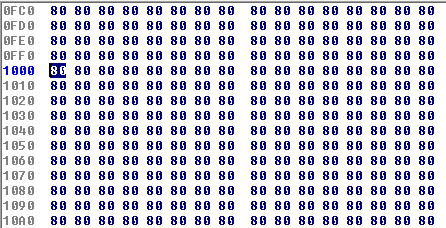 0FC0 80 80 80 80 80 80 80 80 80 80 80 80 80 80 80 80
0FD0 80 80 80 80 80 80 80 80 80 80 80 80 80 80 80 80
0FE0 80 80 80 80 80 80 80 80 80 80 80 80 80 80 80 80
0FF0 80 80 80 80 80 80 80 80 80 80 80 80 80 80 80 80
1000 80 80 80 80 80 80 80 80 80 80 80 80 80 80 80 80
1010 80 80 80 80 80 80 80 80 80 80 80 80 80 80 80 80
1020 80 80 80 80 80 80 80 80 80 80 80 80 80 80 80 80
1030 80 80 80 80 80 80 80 80 80 80 80 80 80 80 80 80
1040 80 80 80 80 80 80 80 80 80 80 80 80 80 80 80 80
1050 80 80 80 80 80 80 80 80 80 80 80 80 80 80 80 80
1060 80 80 80 80 80 80 80 80 80 80 80 80 80 80 80 80
1070 80 80 80 80 80 80 80 80 80 80 80 80 80 80 80 80
1080 80 80 80 80 80 80 80 80 80 80 80 80 80 80 80 80
1090 80 80 80 80 80 80 80 80 80 80 80 80 80 80 80 80
10A0 80 80 80 80 80 80 80 80 80 80 80 80 80 80 80 80